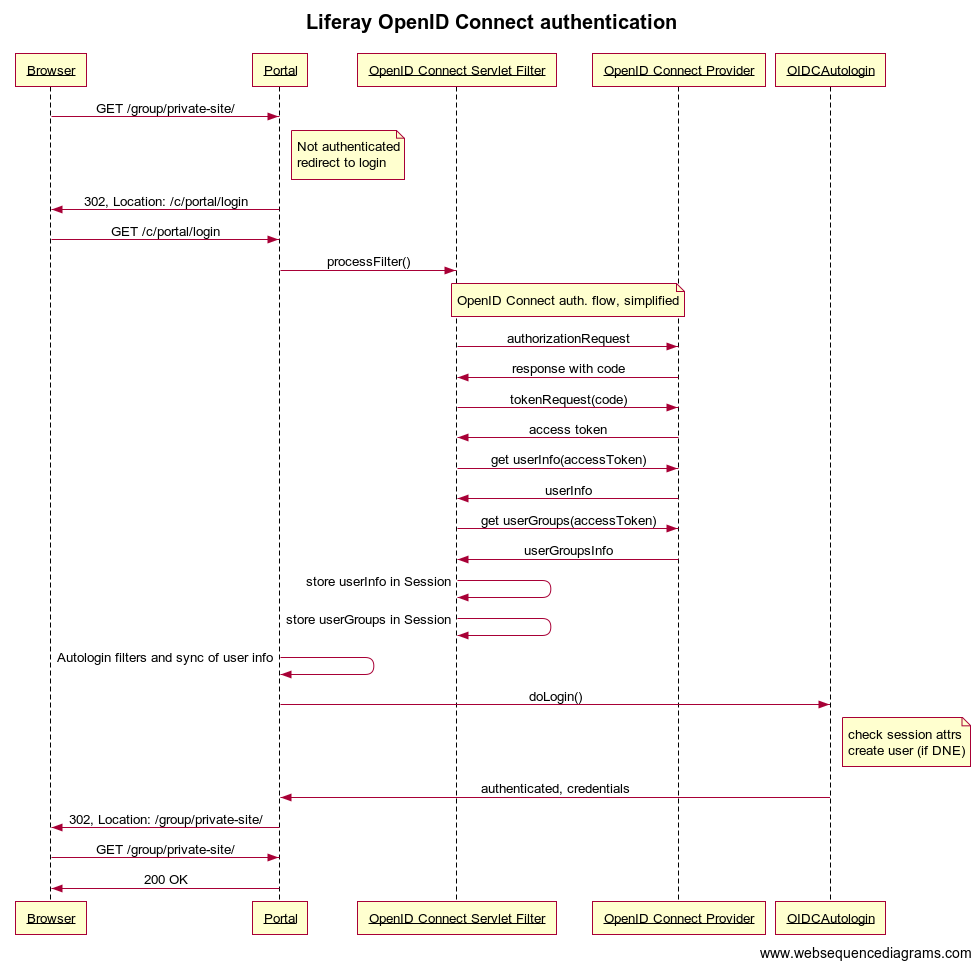 Liferay OpenID Connect authentication
Browser
Portal
OpenID Connect Servlet Filter
OpenID Connect Provider
OIDCAutologin
GET /group/private-site/
Not authenticated
redirect to login
302, Location: /c/portal/login
GET /c/portal/login
processFilter()
OpenID Connect auth. flow, simplified
authorizationRequest
response with code
tokenRequest(code)
access token
get userInfo(accessToken)
userInfo
get userGroups(accessToken)
userGroupsInfo
store userInfo in Session
store userGroups in Session
Autologin filters and sync of user info
doLogin()
check session attrs
create user (if DNE)
authenticated, credentials
302, Location: /group/private-site/
GET /group/private-site/
200 OK
Browser
Portal
OpenID Connect Servlet Filter
OpenID Connect Provider
OIDCAutologin
www.websequencediagrams.com